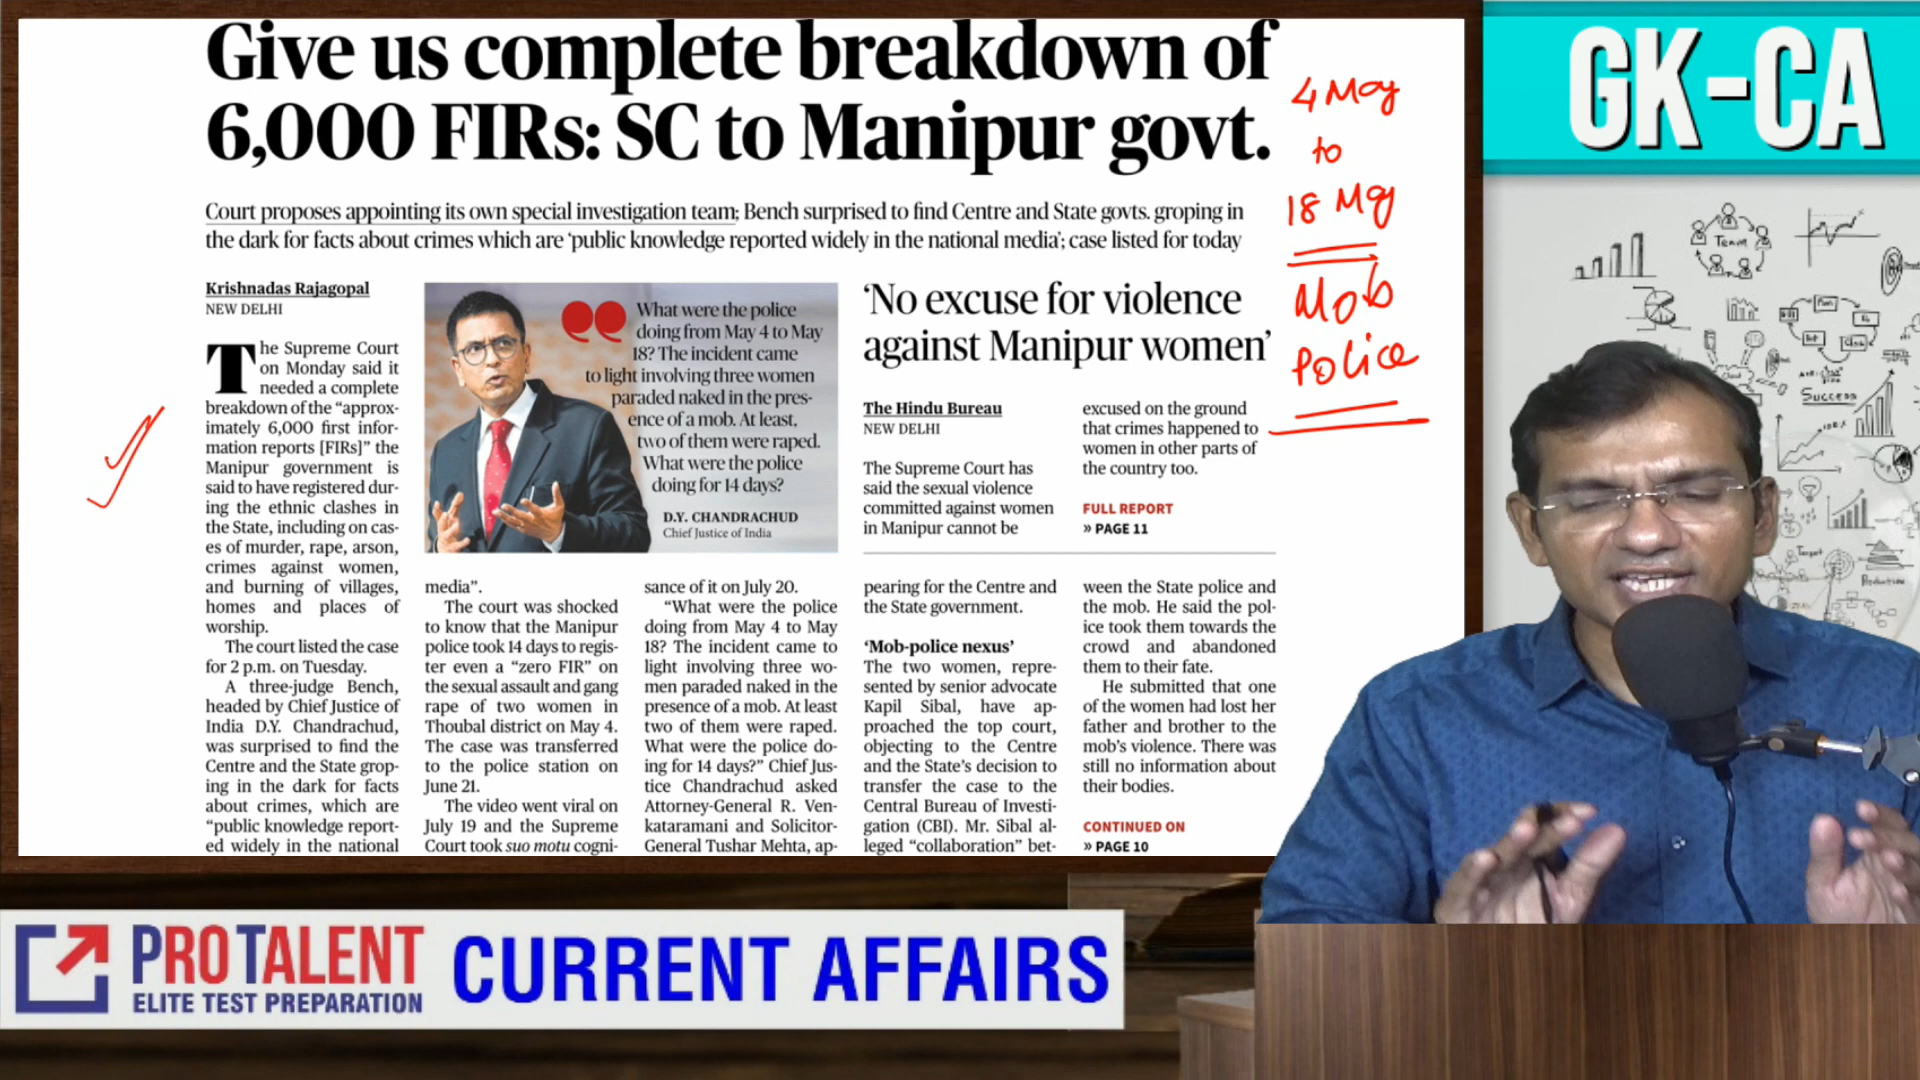 Give us complete breakdown of
6,000 FIRs: SC to Manipur govt.
Court proposes appointing its own special investigation team; Bench surprised to find Centre and State govts. groping in
the dark for facts about crimes which are ‘public knowledge reported widely in the national media’; case listed for today
Krishnadas Rajagopal
NEW DELHI
The Supreme Court
on Monday said it
needed a complete
breakdown of the “approx-
imately 6,000 first infor-
mation reports [FIRs]” the
Manipur government is
said to have registered dur-
ing the ethnic clashes in
the State, including on cas-
es of murder, rape, arson,
crimes against women,
and burning of villages,
homes and places of
worship.
The court listed the case
for 2 p.m. on Tuesday.
A three-judge Bench,
headed by Chief Justice of
India D.Y. Chandrachud,
was surprised to find the
Centre and the State grop-
ing in the dark for facts
about crimes, which are
“public knowledge report-
ed widely in the national
What were the police
doing from May 4 to May
18? The incident came
to light involving three women
paraded naked in the pres-
ence of a mob. At least,
two of them were raped.
What were the police
doing for 14 days?
D.Y. CHANDRACHUD
Chief Justice of India
media”.
The court was shocked
to know that the Manipur
police took 14 days to regis-
ter even a “zero FIR” on
the sexual assault and gang
rape of two women in
Thoubal district on May 4.
The case was transferred
to the police station on
June 21.
The video went viral on
July 19 and the Supreme
Court took suo motu cogni-
sance of it on July 20.
“What were the police
doing from May 4 to May
18? The incident came to
light involving three wo-
men paraded naked in the
presence of a mob. At least
two of them were raped.
What were the police do-
ing for 14 days?” Chief Jus-
tice Chandrachud asked
Attorney-General R. Ven-
kataramani and Solicitor-
General Tushar Mehta, ap-
pearing for the Centre and
the State government.
‘Mob-police nexus’
The two women, repre-
sented by senior advocate
Kapil Sibal, have ap-
proached the top court,
objecting to the Centre
and the State’s decision to
transfer the case to the
Central Bureau of Investi-
gation (CBI). Mr. Sibal al-
leged “collaboration” bet-
ween the State police and
the mob. He said the pol-
ice took them towards the
crowd and abandoned
them to their fate.
He submitted that one
of the women had lost her
father and brother to the
mob’s violence. There was
still no information about
their bodies.
CONTINUED ON
» PAGE 10
‘No excuse for violence
against Manipur women’
The Hindu Bureau
NEW DELHI
The Supreme Court has
said the sexual violence
committed against women
in Manipur cannot be
excused on the ground
that crimes happened to
women in other parts of
the country too.
FULL REPORT
» PAGE 11
4 May
to
18 May
Mob
Police
GK-CA
Team
SUCCESS
Target
Production
PROTALENT
ELITE TEST PREPARATION
CURRENT AFFAIRS